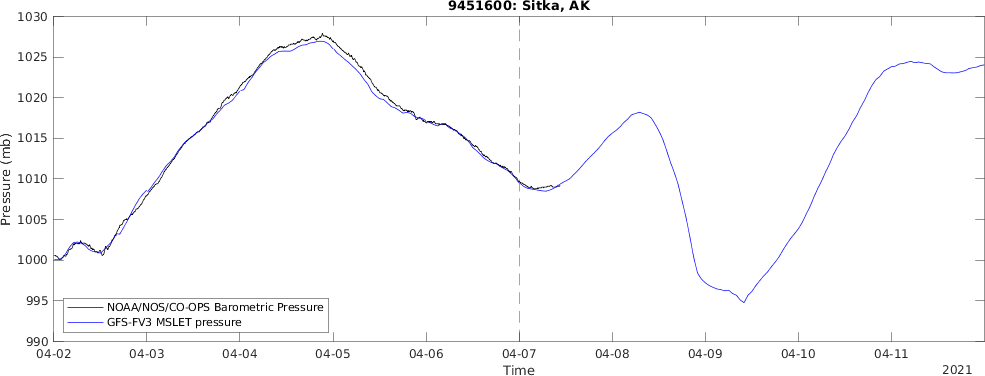 9451600: Sitka, AK
Pressure (mb)
1030
1025
1020
1015
1010
1005
1000
995
990
NOAA/NOS/CO-OPS Barometric Pressure
GFS-FV3 MSLET pressure
04-02 04-03 04-04 04-05 04-06 04-07 04-08 04-09 04-10 04-11
Time
2021